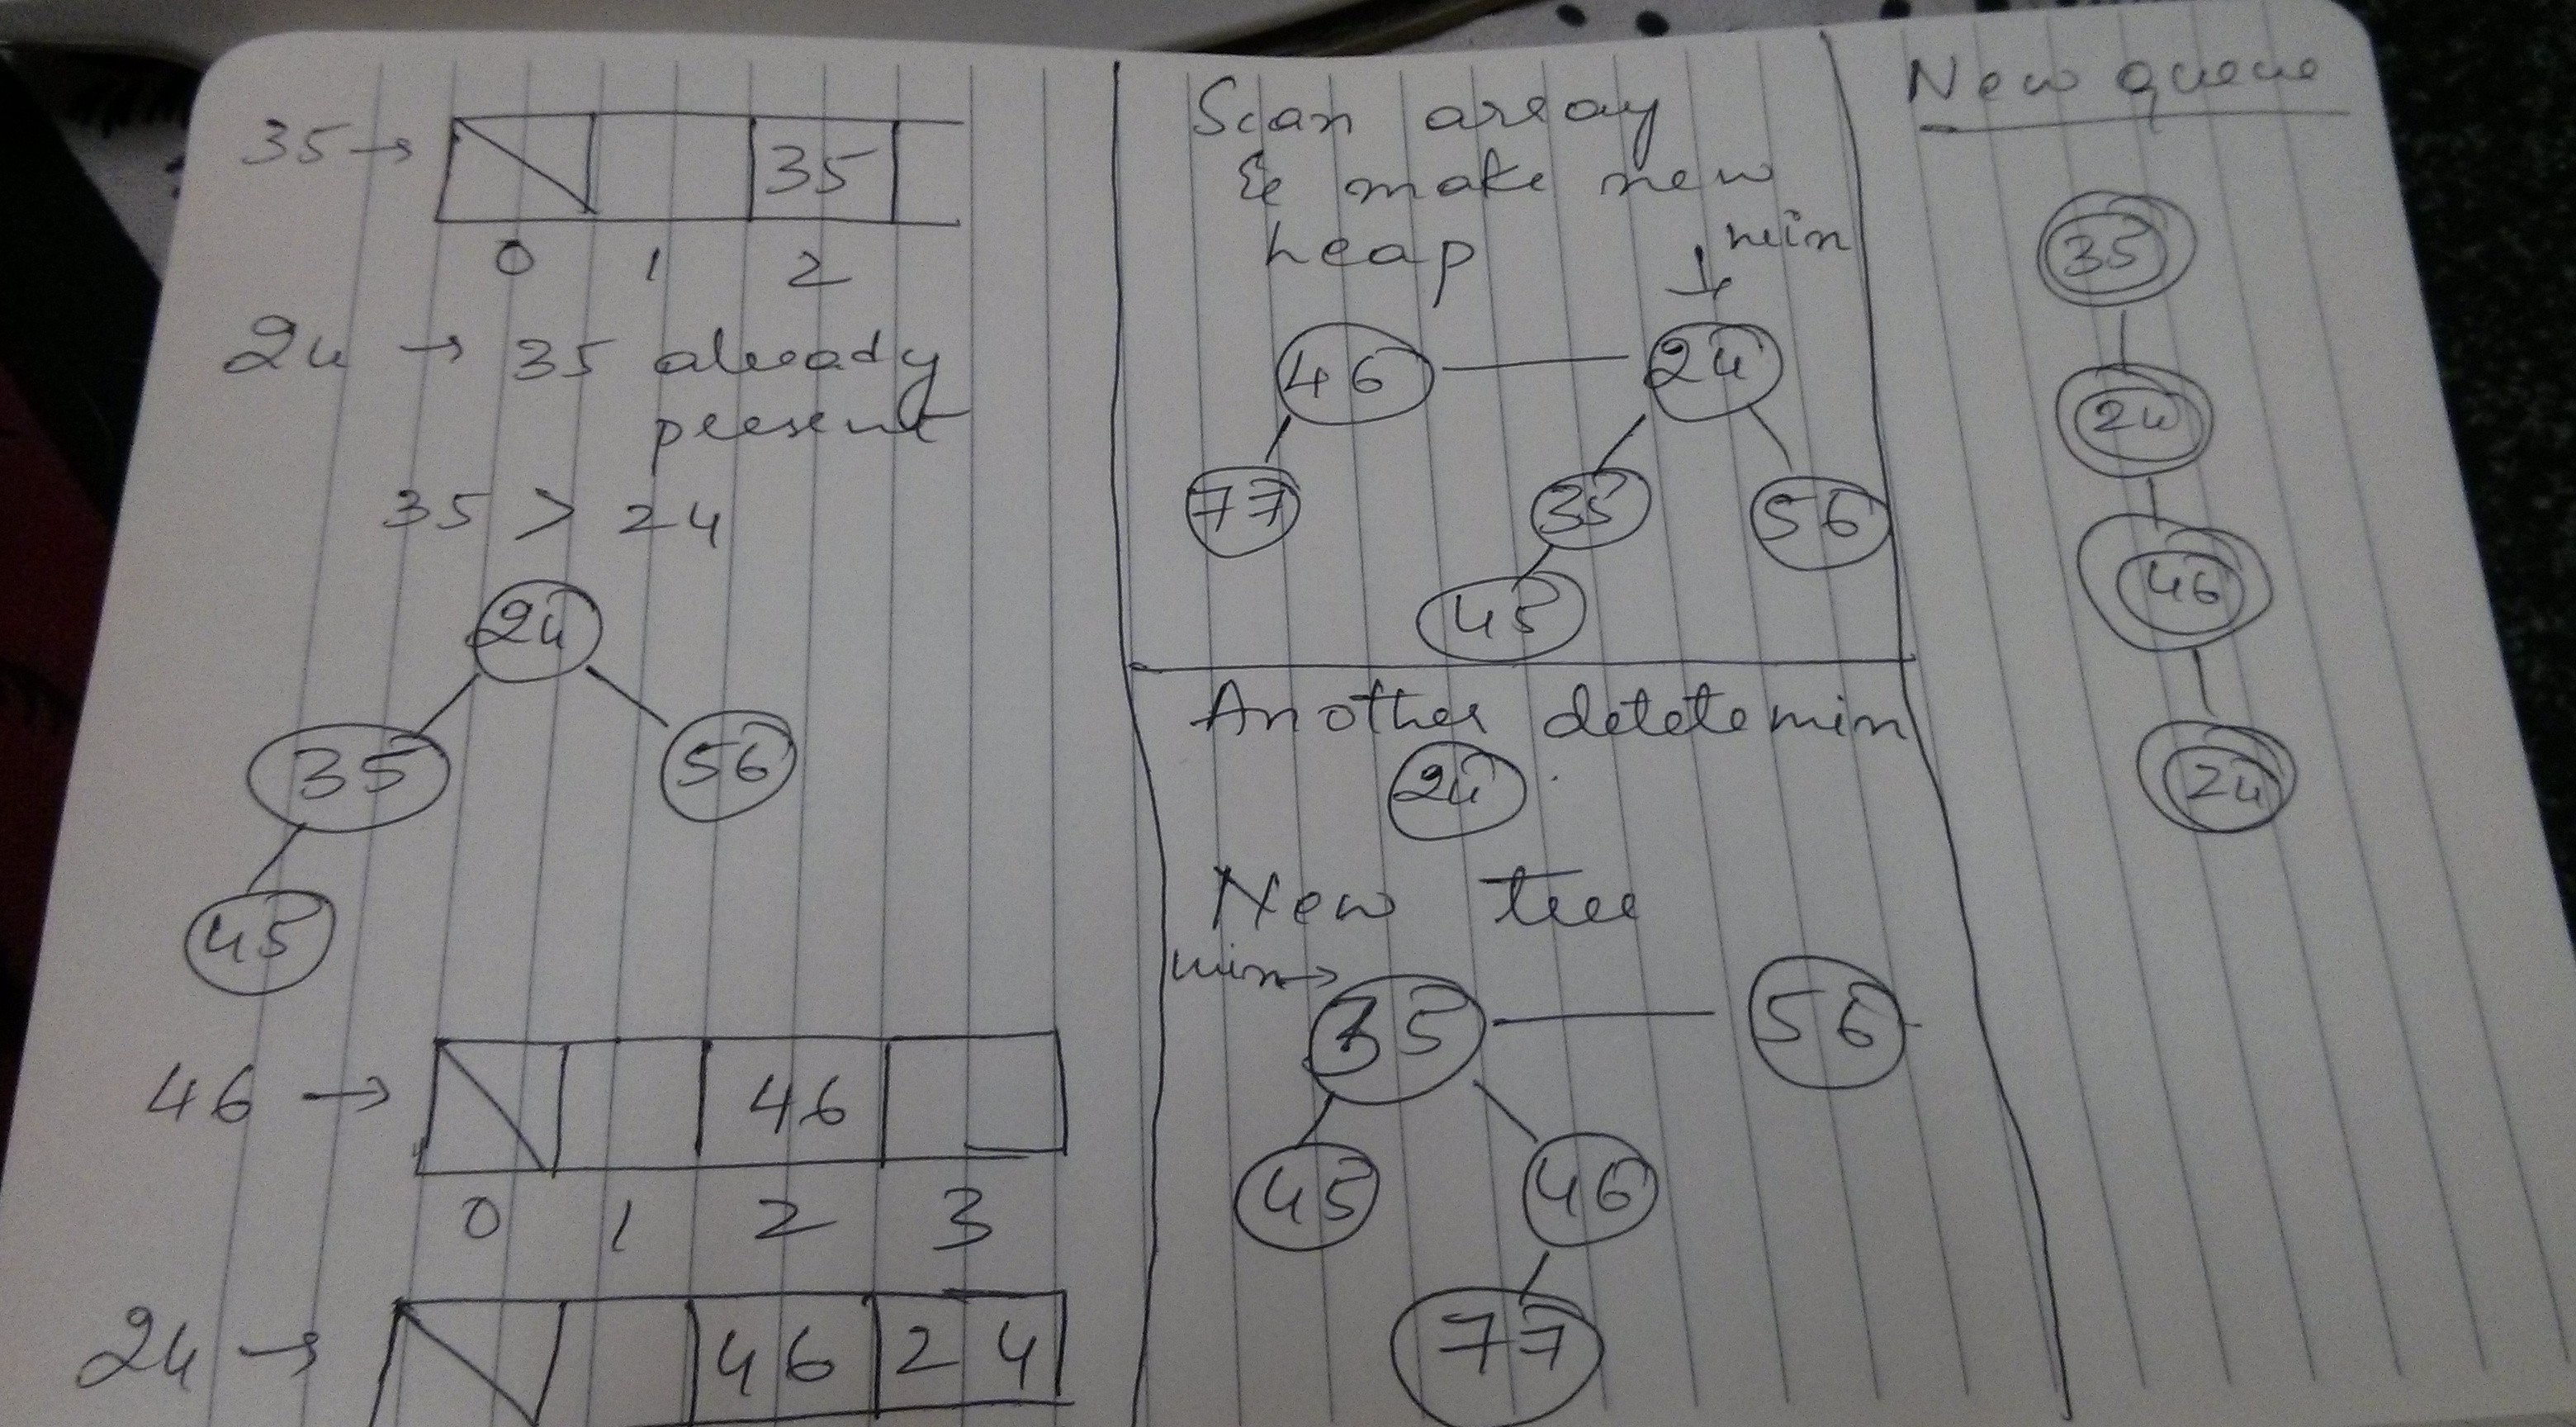 35 → 35
0 1 2
24 → 35 already
present
35 > 24
24
35 56
45
46 → 46
0 1 2 3
24 → 46 24
Scan array
& make new
heap
min
46 24
77 35 56
45
Another delete min
24
New tree
min →
35 56
45 46
77
New queue
35
24
46
24